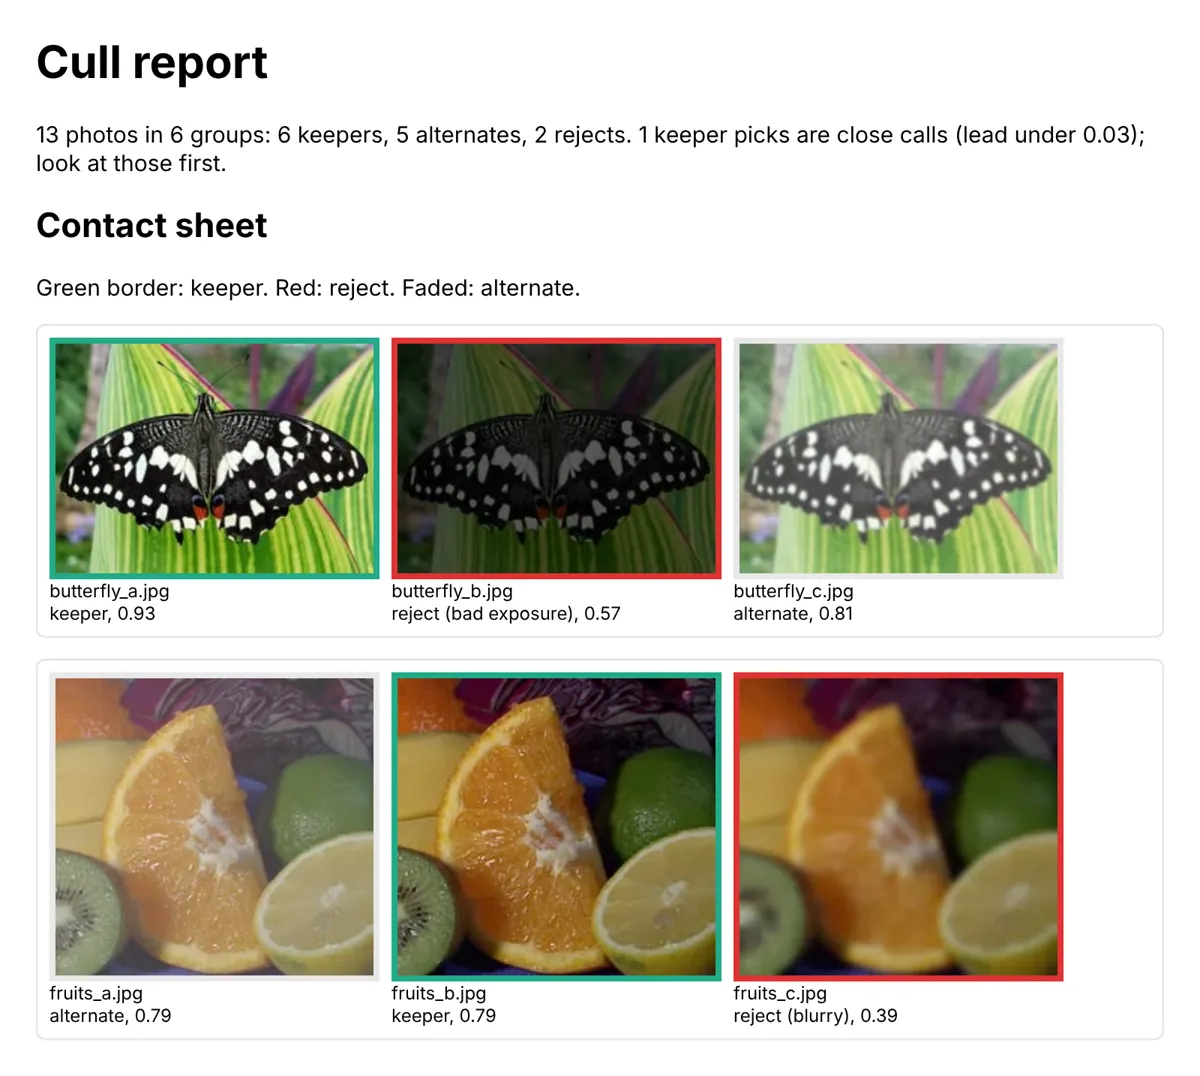 Cull report
13 photos in 6 groups: 6 keepers, 5 alternates, 2 rejects. 1 keeper picks are close calls (lead under 0.03);
look at those first.
Contact sheet
Green border: keeper. Red: reject. Faded: alternate.
butterfly_a.jpg
keeper, 0.93
butterfly_b.jpg
reject (bad exposure), 0.57
butterfly_c.jpg
alternate, 0.81
fruits_a.jpg
alternate, 0.79
fruits_b.jpg
keeper, 0.79
fruits_c.jpg
reject (blurry), 0.39